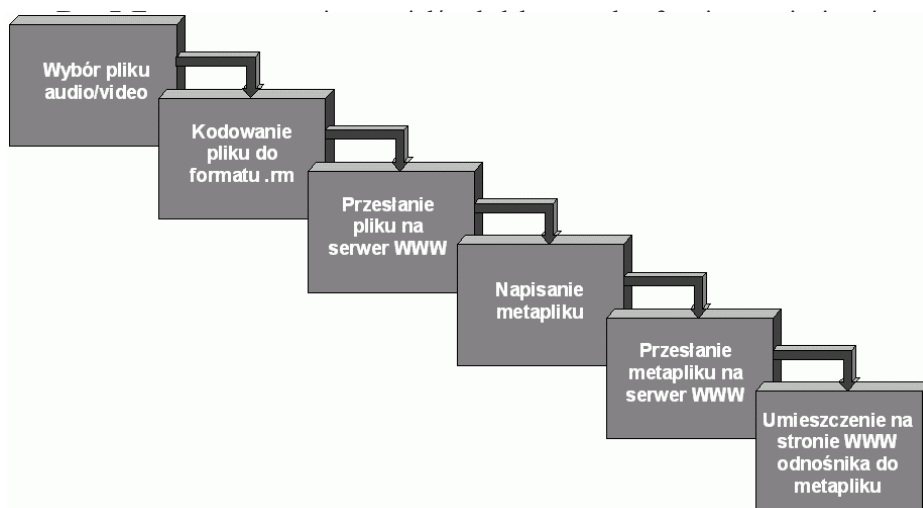 Wybór pliku
audio/video
Kodowanie
pliku do
formatu .rm
Przesłanie
pliku na
serwer WWW
Napisanie
metapliku
Przesłanie
metapliku na
serwer WWW
Umieszczenie na
stronie WWW
odnośnika do
metapliku